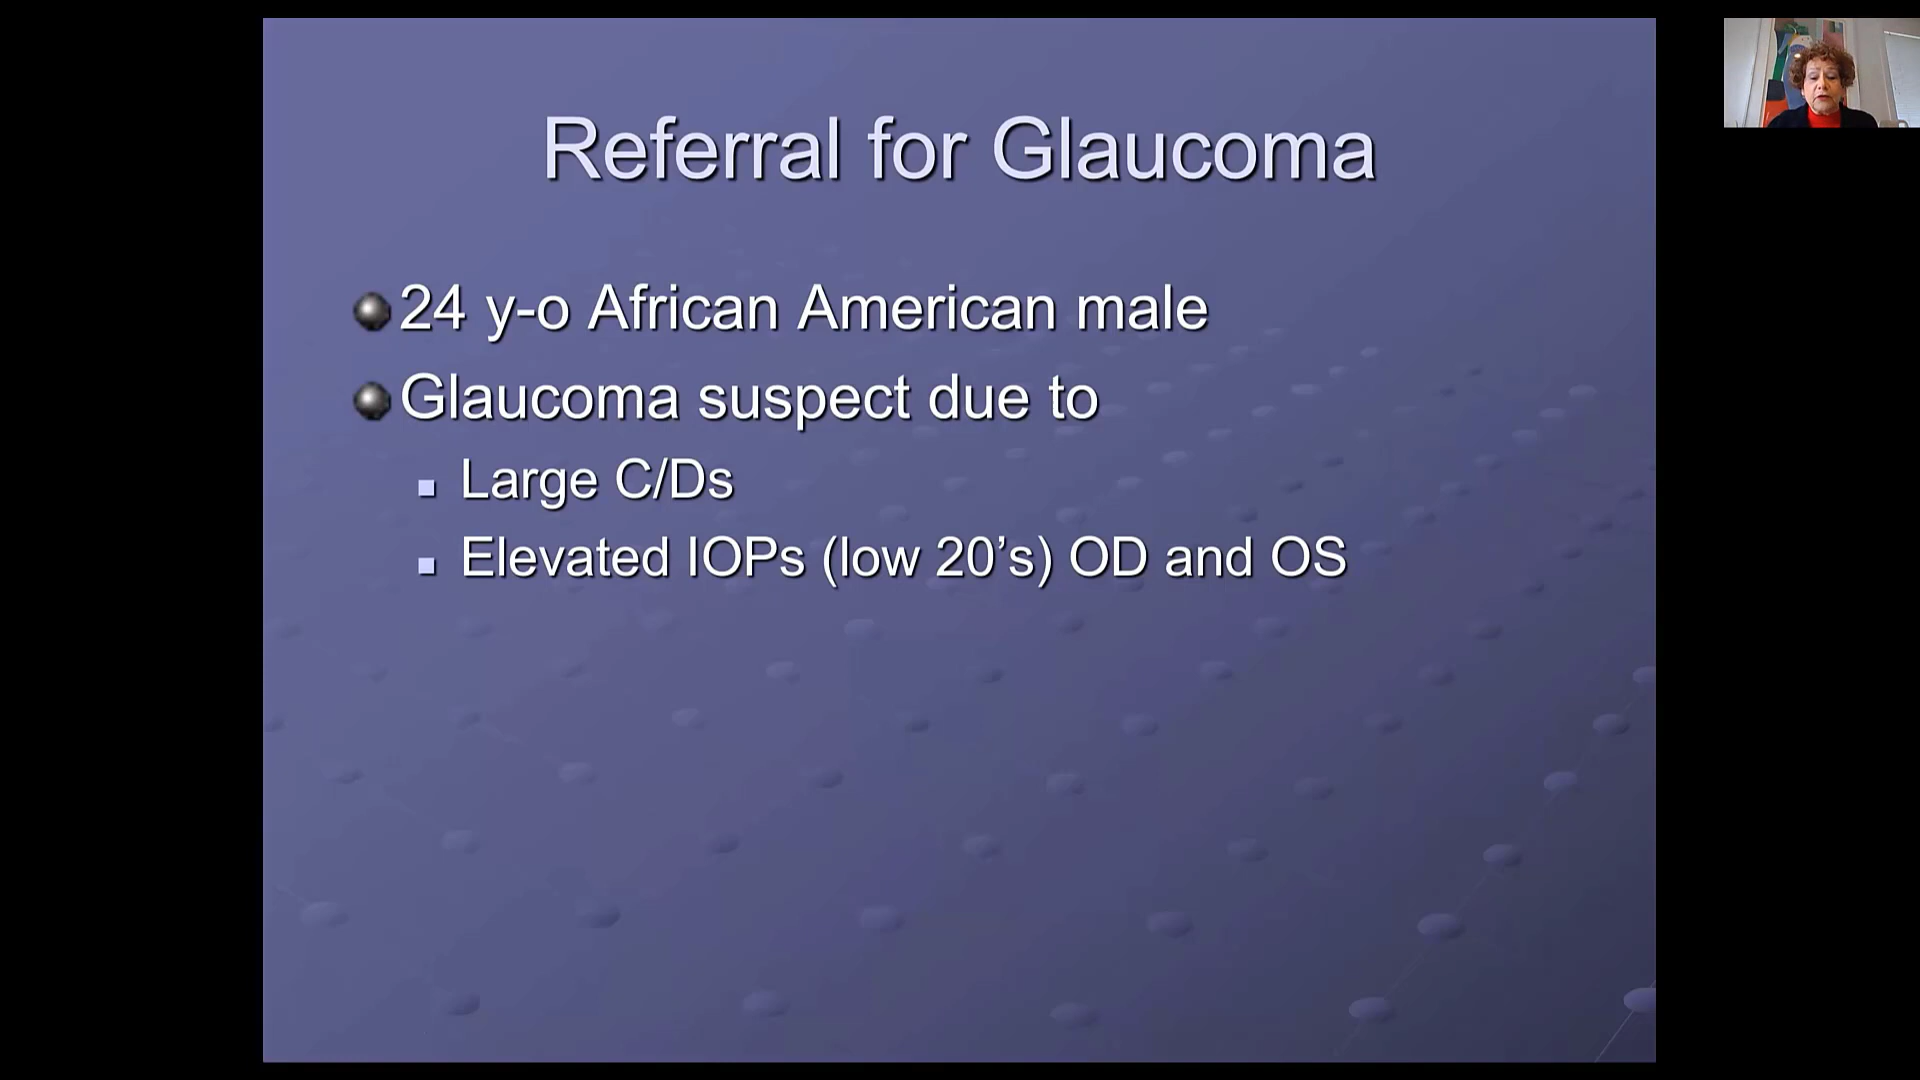 Referral for Glaucoma
24 y-o African American male
Glaucoma suspect due to
Large C/Ds
Elevated IOPs (low 20’s) OD and OS